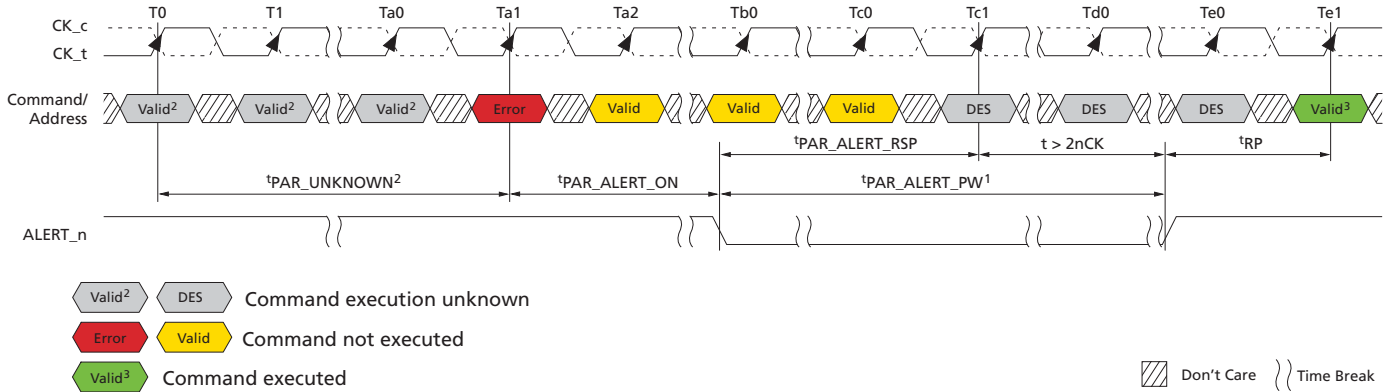 T0 T1 Ta0 Ta1 Ta2 Tb0 Tc0 Tc1 Td0 Te0 Te1
CK_c
CK_t
Command/
Address
Valid² Valid² Valid² Error Valid Valid Valid DES DES DES Valid³
ᵗPAR_ALERT_RSP t > 2nCK ᵗRP
ᵗPAR_UNKNOWN² ᵗPAR_ALERT_ON ᵗPAR_ALERT_PW¹
ALERT_n
Valid² DES Command execution unknown
Error Valid Command not executed
Valid³ Command executed
Don't Care Time Break